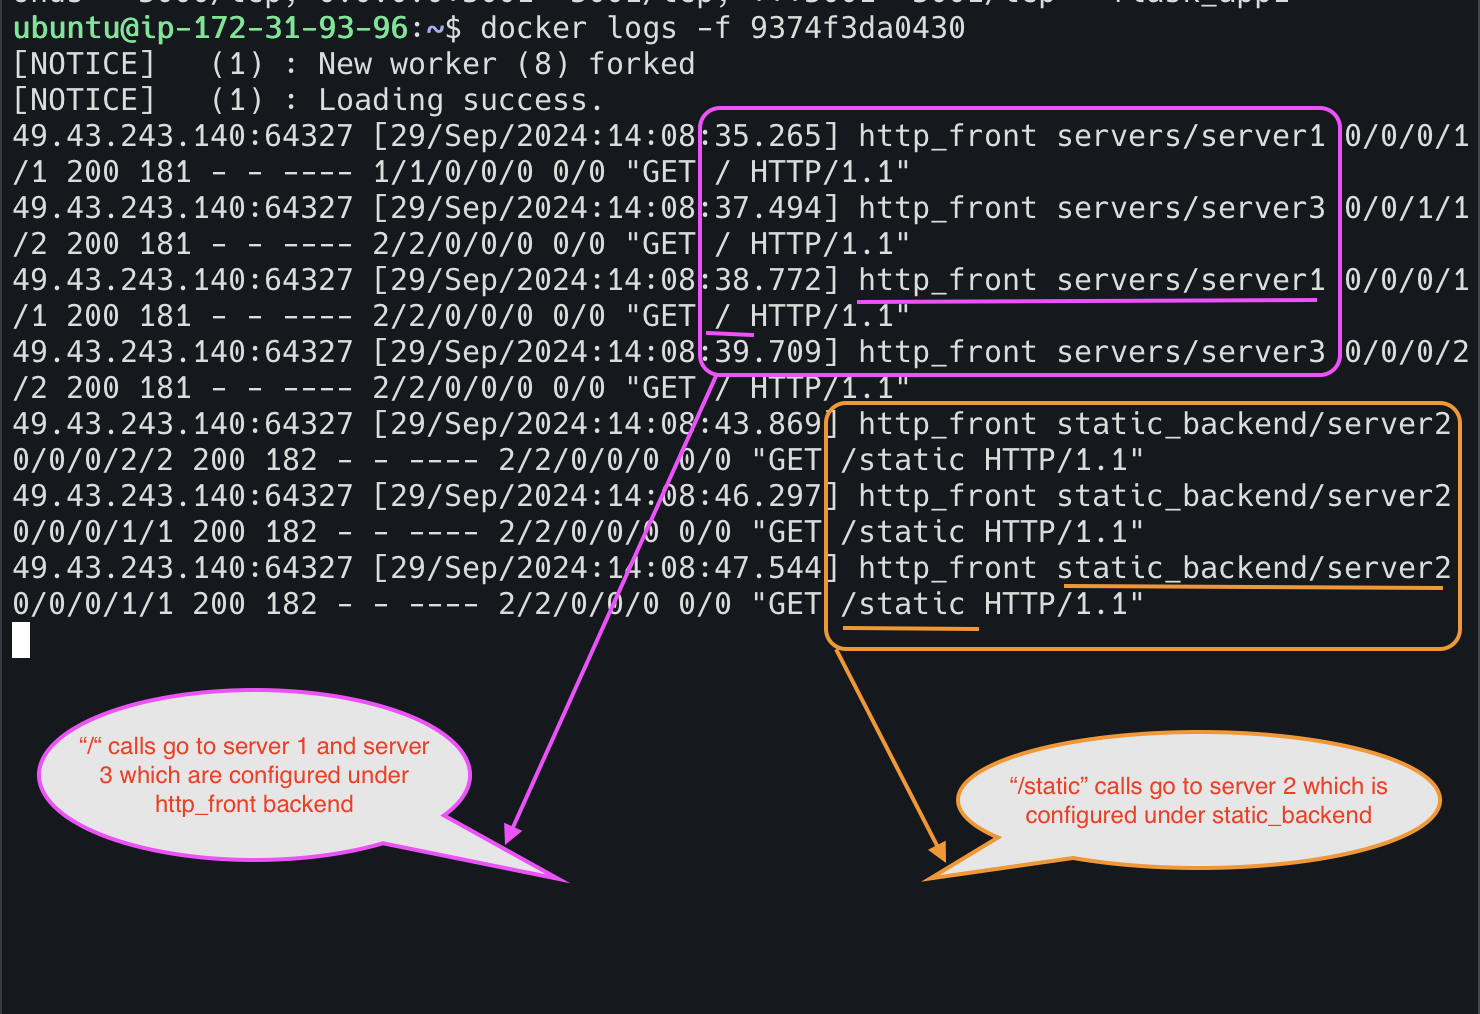 ubuntu@ip-172-31-93-96:~$ docker logs -f 9374f3da0430
[NOTICE]   (1) : New worker (8) forked
[NOTICE]   (1) : Loading success.
49.43.243.140:64327 [29/Sep/2024:14:08:35.265] http_front servers/server1 0/0/0/1
/1 200 181 - - ---- 1/1/0/0/0 0/0 "GET / HTTP/1.1"
49.43.243.140:64327 [29/Sep/2024:14:08:37.494] http_front servers/server3 0/0/1/1
/2 200 181 - - ---- 2/2/0/0/0 0/0 "GET / HTTP/1.1"
49.43.243.140:64327 [29/Sep/2024:14:08:38.772] http_front servers/server1 0/0/0/1
/1 200 181 - - ---- 2/2/0/0/0 0/0 "GET / HTTP/1.1"
49.43.243.140:64327 [29/Sep/2024:14:08:39.709] http_front servers/server3 0/0/0/2
/2 200 181 - - ---- 2/2/0/0/0 0/0 "GET / HTTP/1.1"
49.43.243.140:64327 [29/Sep/2024:14:08:43.869] http_front static_backend/server2
0/0/0/2/2 200 182 - - ---- 2/2/0/0/0 0/0 "GET /static HTTP/1.1"
49.43.243.140:64327 [29/Sep/2024:14:08:46.297] http_front static_backend/server2
0/0/0/1/1 200 182 - - ---- 2/2/0/0/0 0/0 "GET /static HTTP/1.1"
49.43.243.140:64327 [29/Sep/2024:14:08:47.544] http_front static_backend/server2
0/0/0/1/1 200 182 - - ---- 2/2/0/0/0 0/0 "GET /static HTTP/1.1"
“/“ calls go to server 1 and server
3 which are configured under
http_front backend
“/static” calls go to server 2 which is
configured under static_backend